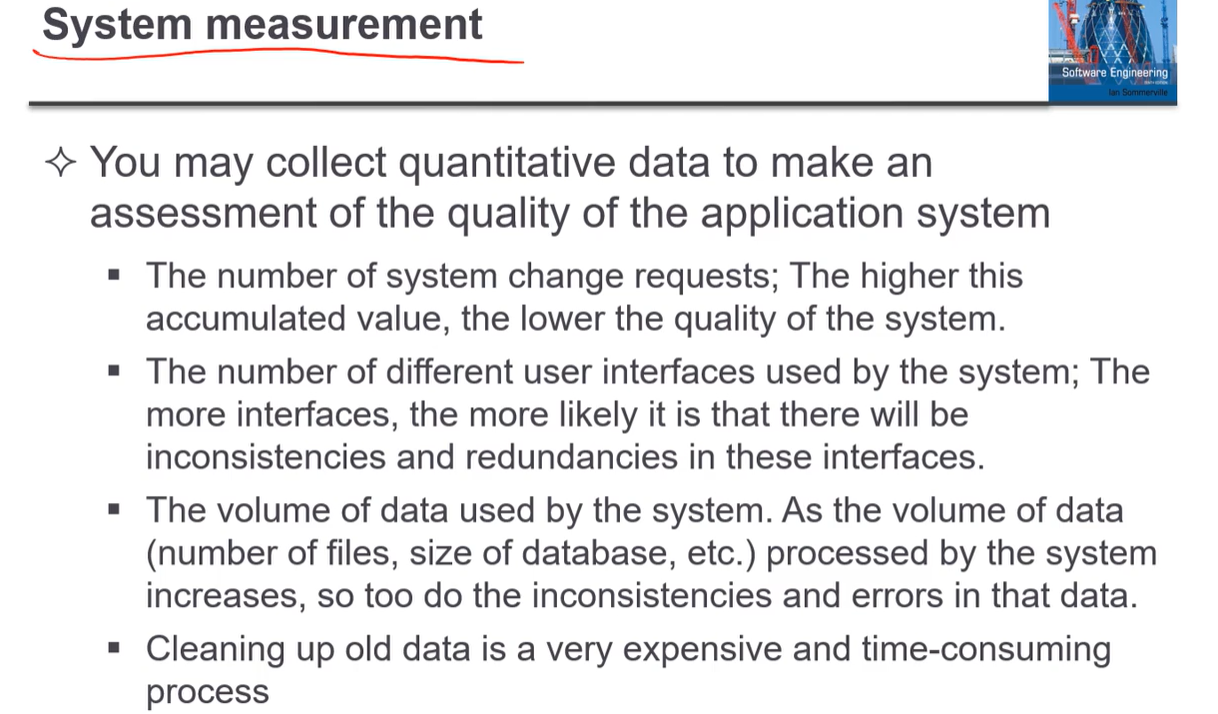 System measurement
Software Engineering
Ian Sommerville
✧ You may collect quantitative data to make an
assessment of the quality of the application system
▪ The number of system change requests; The higher this
accumulated value, the lower the quality of the system.
▪ The number of different user interfaces used by the system; The
more interfaces, the more likely it is that there will be
inconsistencies and redundancies in these interfaces.
▪ The volume of data used by the system. As the volume of data
(number of files, size of database, etc.) processed by the system
increases, so too do the inconsistencies and errors in that data.
▪ Cleaning up old data is a very expensive and time-consuming
process